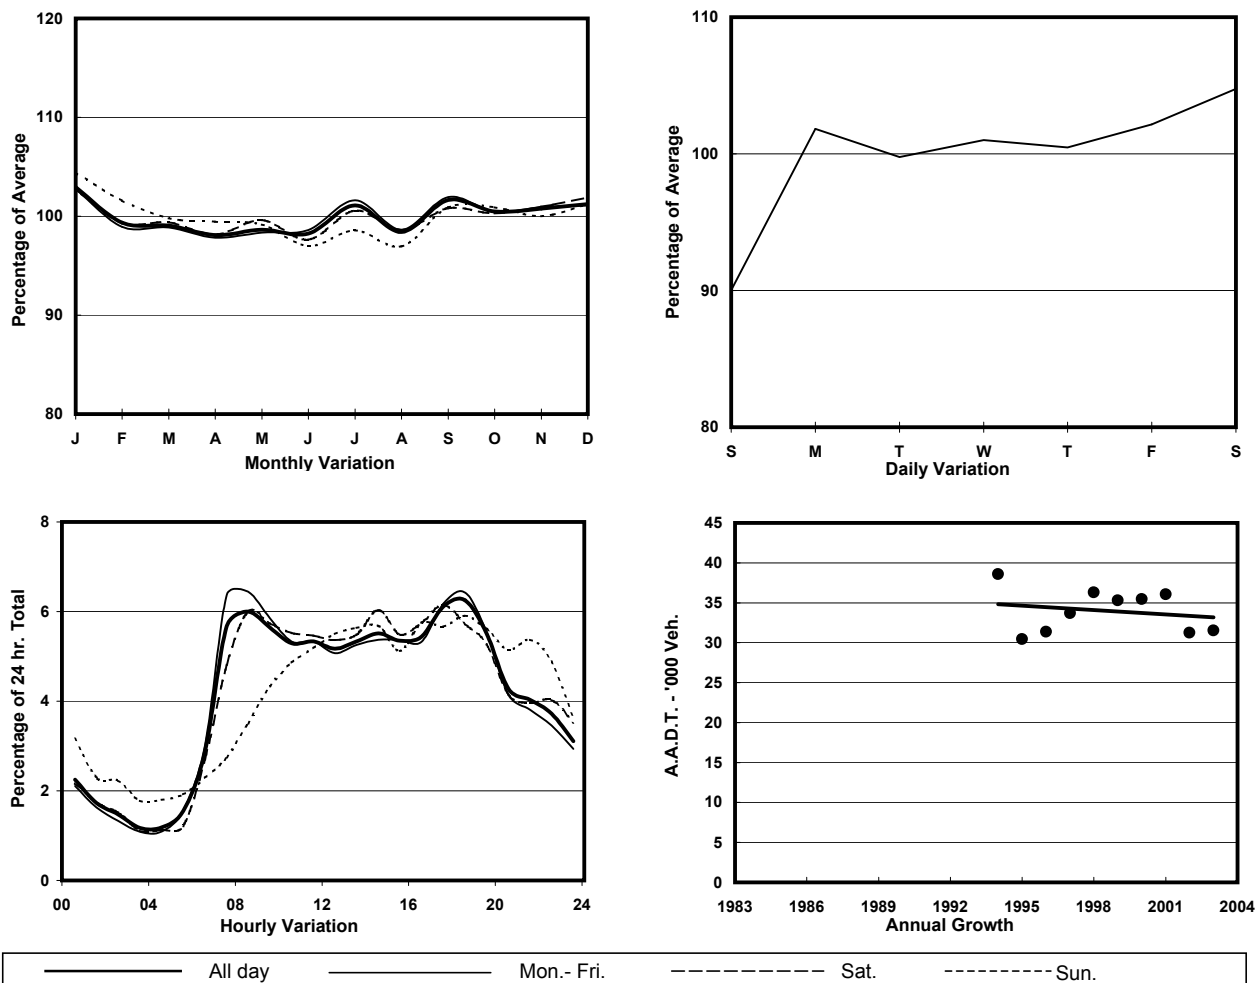 120
110
100
90
80
Percentage of Average
J F M A M J J A S O N D
Monthly Variation
110
100
90
80
Percentage of Average
S M T W T F S
Daily Variation
8
6
4
2
0
Percentage of 24 hr. Total
00 04 08 12 16 20 24
Hourly Variation
45
40
35
30
25
20
15
10
5
0
A.A.D.T. - '000 Veh.
1983 1986 1989 1992 1995 1998 2001 2004
Annual Growth
All day Mon.- Fri. Sat. Sun.